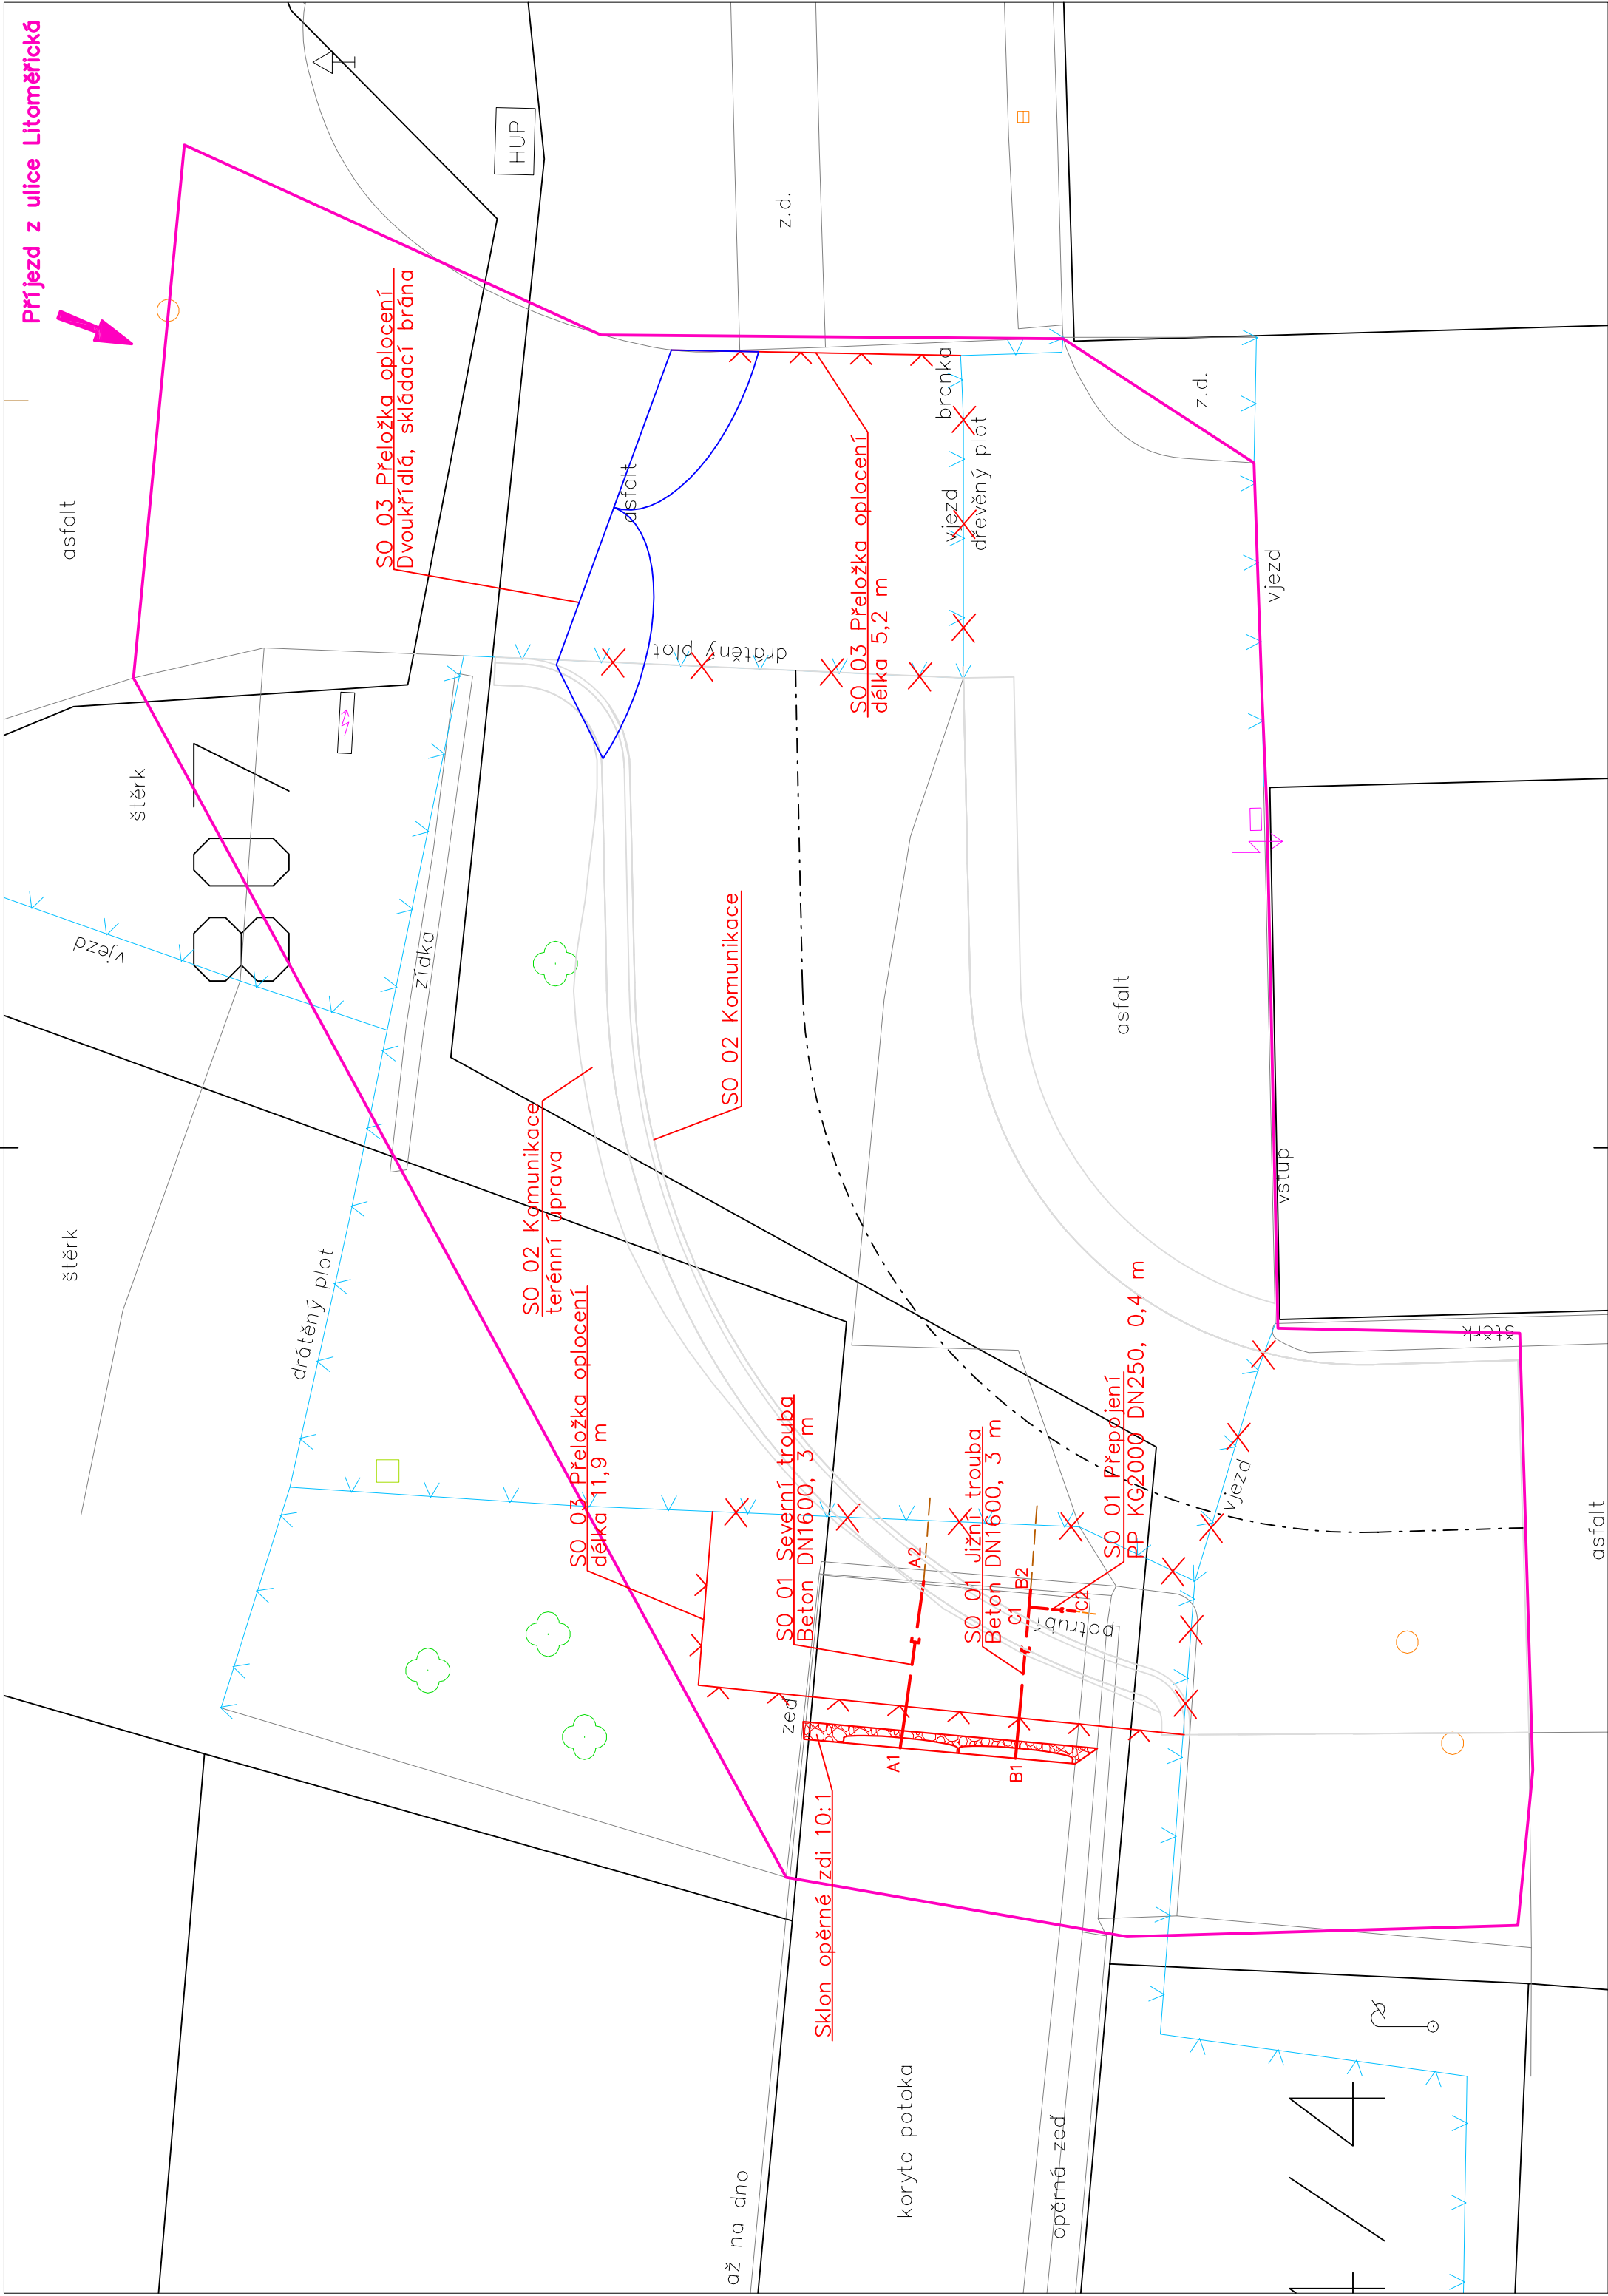 Příjezd z ulice Litoměřická
asfalt
HUP
z.d.
SO 03 Přeložka oplocení
Dvoukřídlá, skládací brána
asfalt
branka
z.d.
vjezd
dřevěný plot
SO 03 Přeložka oplocení
délka 5,2 m
drátěný plot
vjezd
štěrk
807
vjezd
zídka
SO 02 Komunikace
asfalt
SO 02 Komunikace
terénní úprava
vstup
štěrk
drátěný plot
SO 03 Přeložka oplocení
délka 11,9 m
SO 01 Severní trouba
Beton DN1600, 3 m
SO 01 Jižní trouba
Beton DN1600, 3 m
SO 01 Přepojení
PP KG2000 DN250, 0,4 m
štěrk
vjezd
asfalt
A2
B2
C1
C2
potrubí
zeď
A1
B1
Sklon opěrné zdi 10:1
koryto potoka
opěrná zeď
až na dno
/4